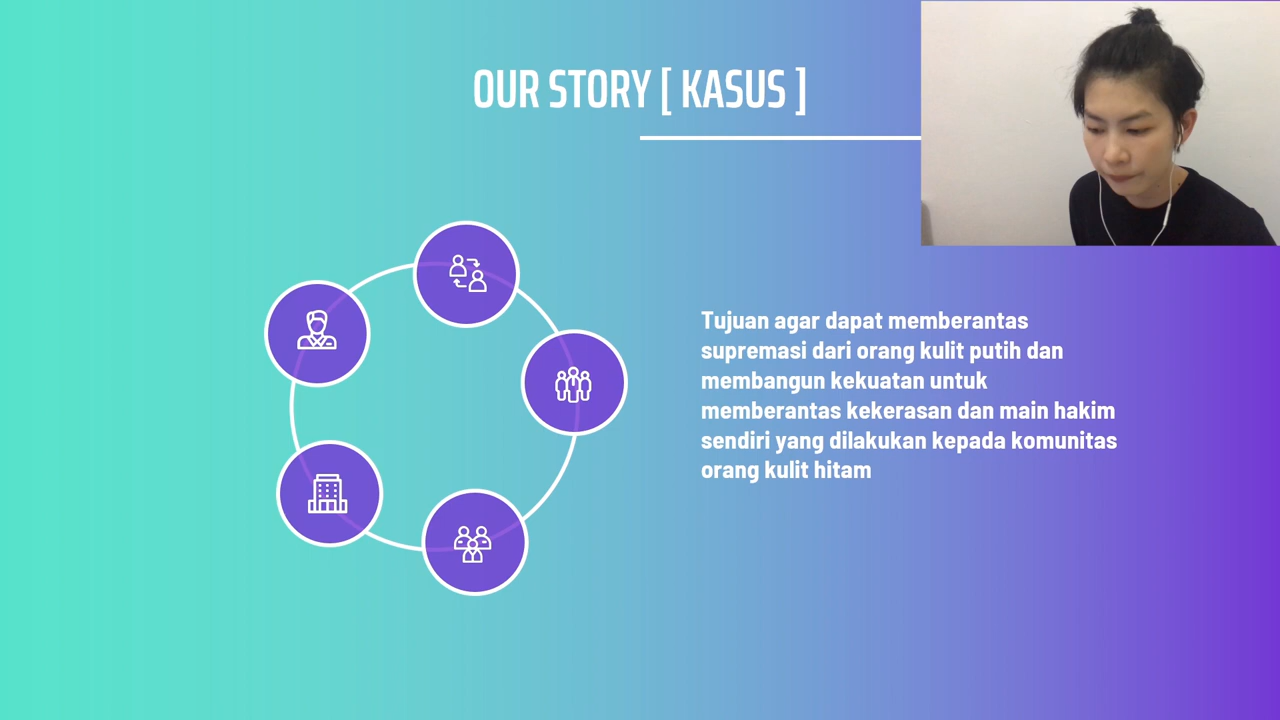 OUR STORY [ KASUS ]
Tujuan agar dapat memberantas
supremasi dari orang kulit putih dan
membangun kekuatan untuk
memberantas kekerasan dan main hakim
sendiri yang dilakukan kepada komunitas
orang kulit hitam